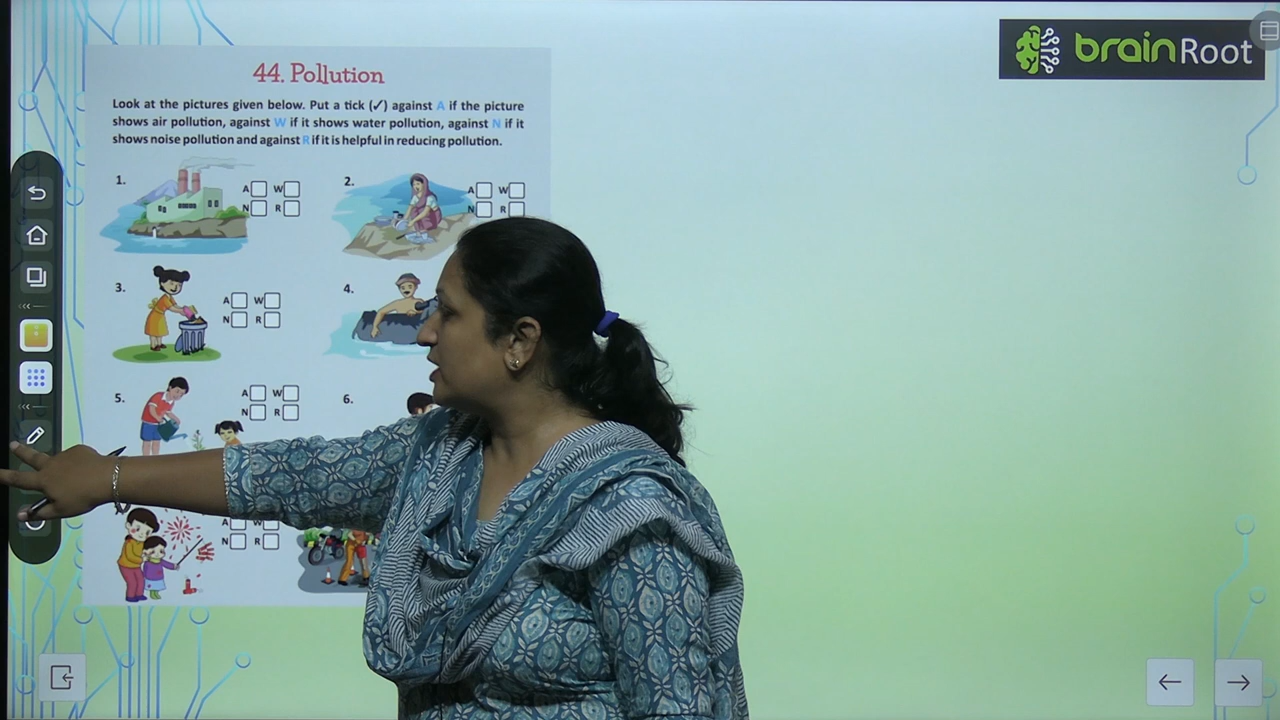 brainRoot
44. Pollution
Look at the pictures given below. Put a tick (✓) against A if the picture
shows air pollution, against W if it shows water pollution, against N if it
shows noise pollution and against R if it is helpful in reducing pollution.
1. A W
N R
2. A W
N R
3. A W
N R
4.
5. A W
N R
6.
A W
N R